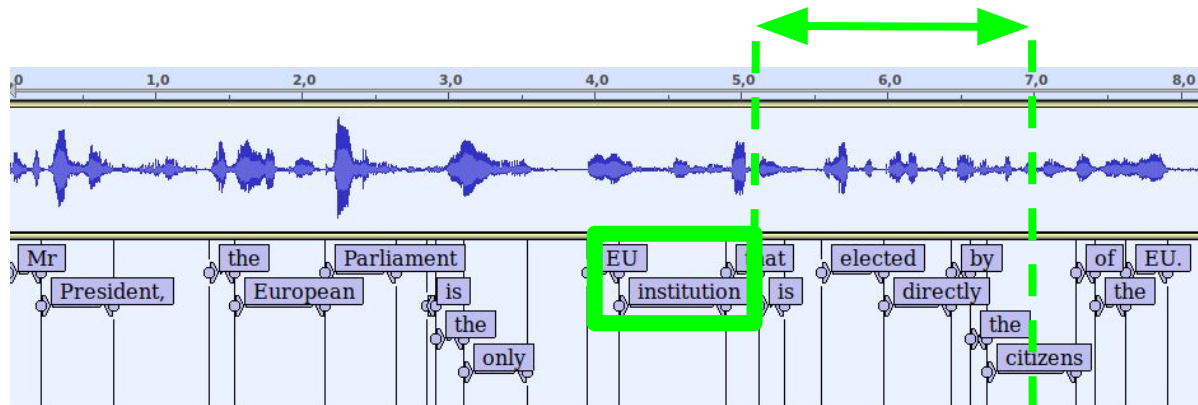 ,0 1,0 2,0 3,0 4,0 5,0 6,0 7,0 8,0
Mr the Parliament EU that elected by of EU.
President, European is institution is directly the
the the
only citizens